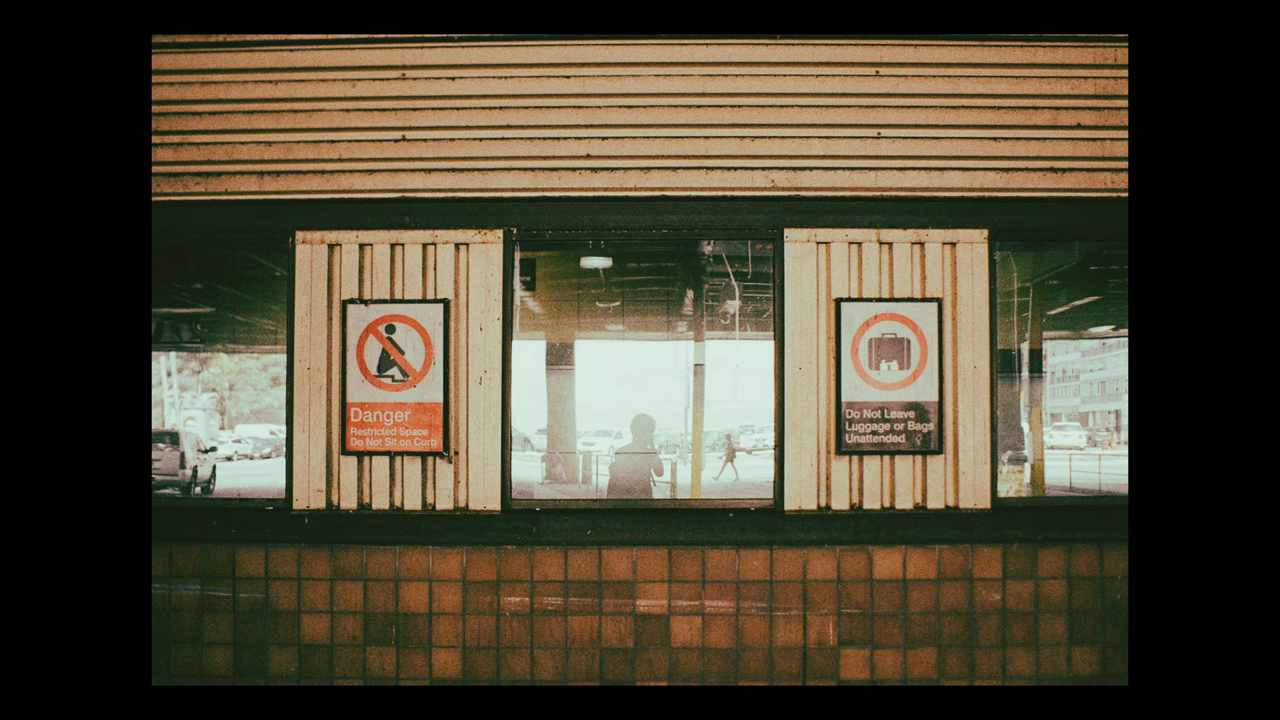 Danger
Restricted Space
Do Not Sit on Curb
Do Not Leave
Luggage or Bags
Unattended